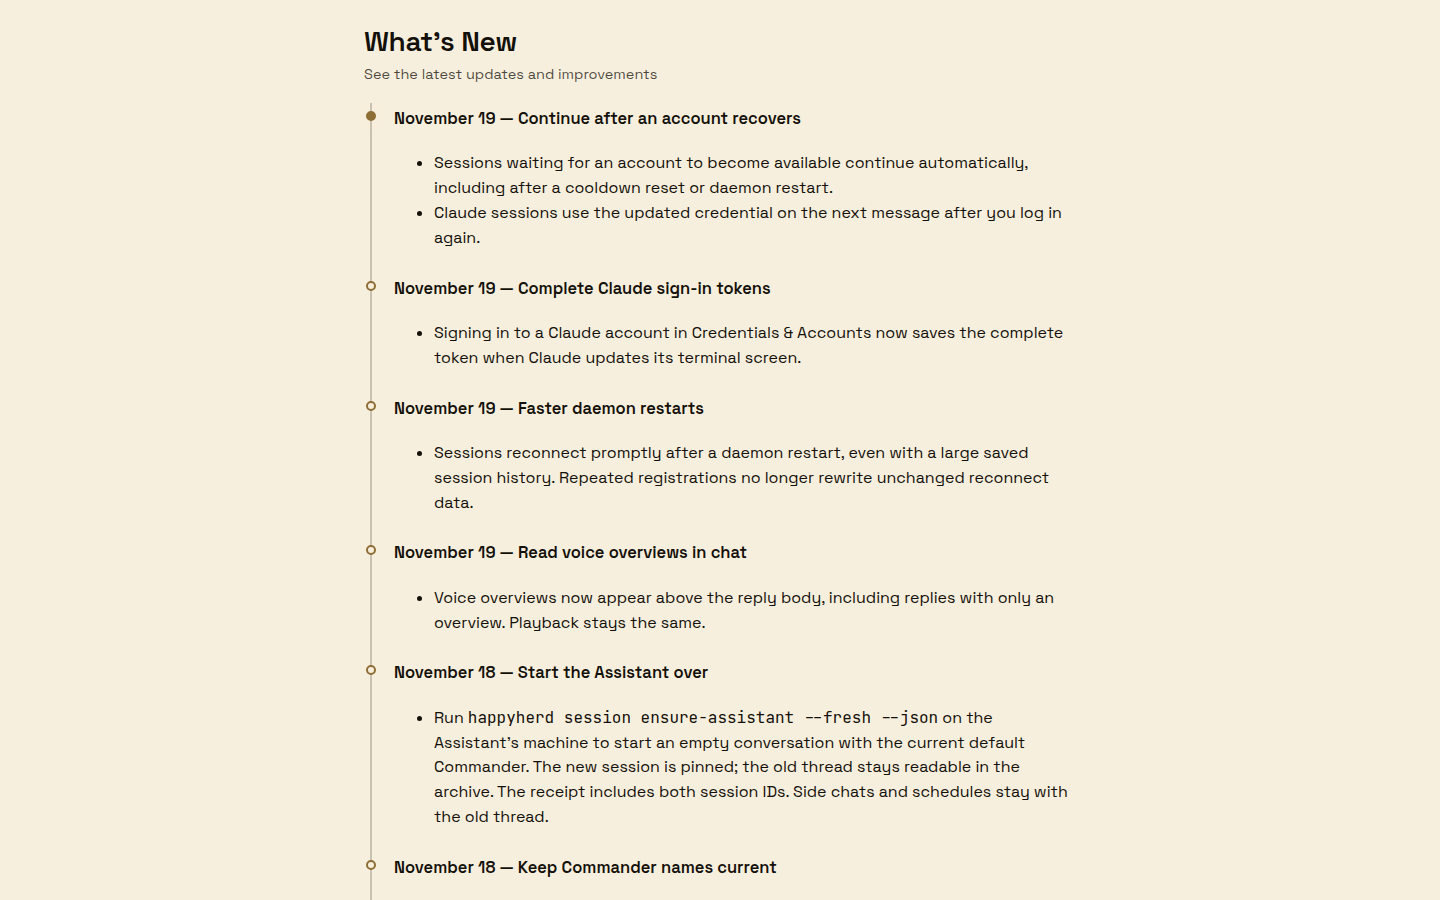 What's New
See the latest updates and improvements
November 19 — Continue after an account recovers
• Sessions waiting for an account to become available continue automatically,
including after a cooldown reset or daemon restart.
• Claude sessions use the updated credential on the next message after you log in
again.
November 19 — Complete Claude sign-in tokens
• Signing in to a Claude account in Credentials & Accounts now saves the complete
token when Claude updates its terminal screen.
November 19 — Faster daemon restarts
• Sessions reconnect promptly after a daemon restart, even with a large saved
session history. Repeated registrations no longer rewrite unchanged reconnect
data.
November 19 — Read voice overviews in chat
• Voice overviews now appear above the reply body, including replies with only an
overview. Playback stays the same.
November 18 — Start the Assistant over
• Run happyherd session ensure-assistant --fresh --json on the
Assistant's machine to start an empty conversation with the current default
Commander. The new session is pinned; the old thread stays readable in the
archive. The receipt includes both session IDs. Side chats and schedules stay with
the old thread.
November 18 — Keep Commander names current